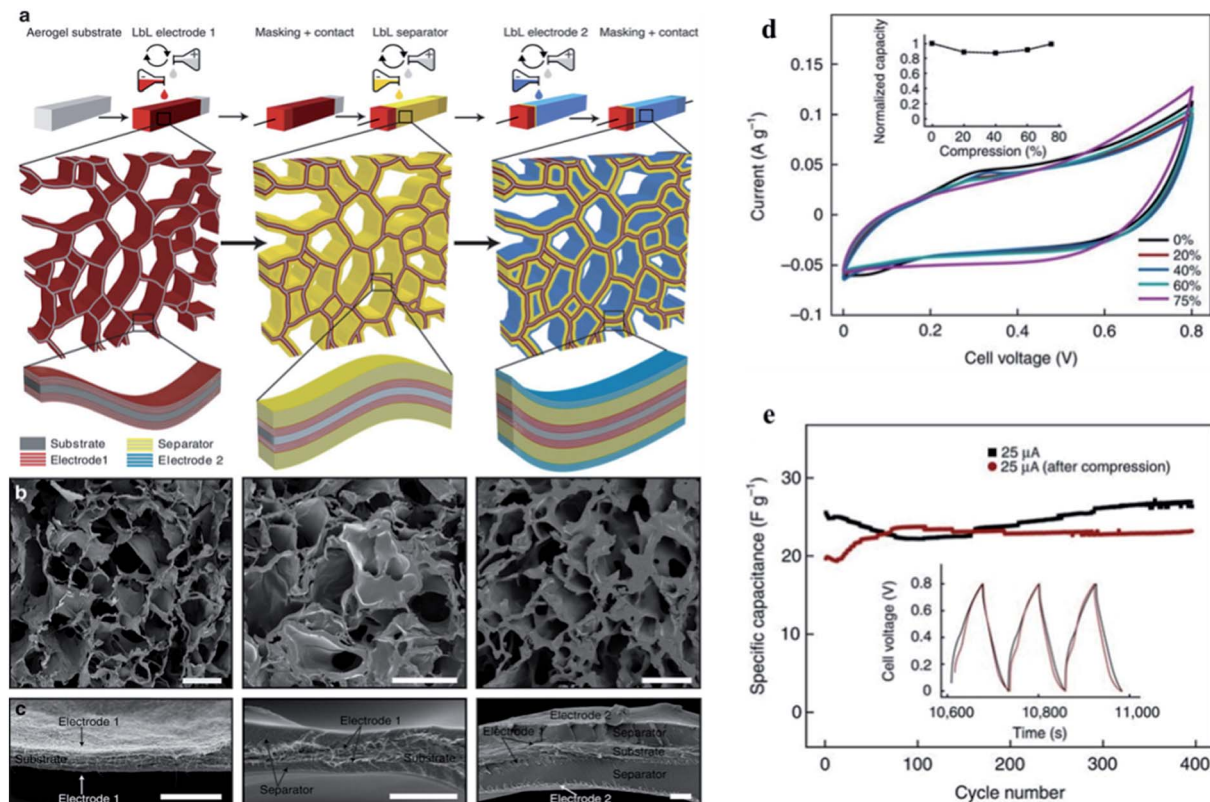 a
Aerogel substrate LbL electrode 1 Masking + contact LbL separator LbL electrode 2 Masking + contact
Substrate Separator
Electrode1 Electrode 2
b
c
Electrode 1
Substrate
Electrode 1
Electrode 1
Substrate
Separator
Electrode 2
Separator
Electrode 1
Substrate
Separator
Electrode 2
d
Normalized capacity
1
0.8
0.6
0.4
0.2
0
0 20 40 60 80
Compression (%)
Current (A g⁻¹)
0.15
0.10
0.05
0
−0.05
−0.1
0%
20%
40%
60%
75%
0 0.2 0.4 0.6 0.8
Cell voltage (V)
e
25 µA
25 µA (after compression)
Specific capacitance (F g⁻¹)
30
20
10
0
Cell voltage (V)
0.8
0.4
0
10,600 10,800 11,000
Time (s)
0 100 200 300 400
Cycle number